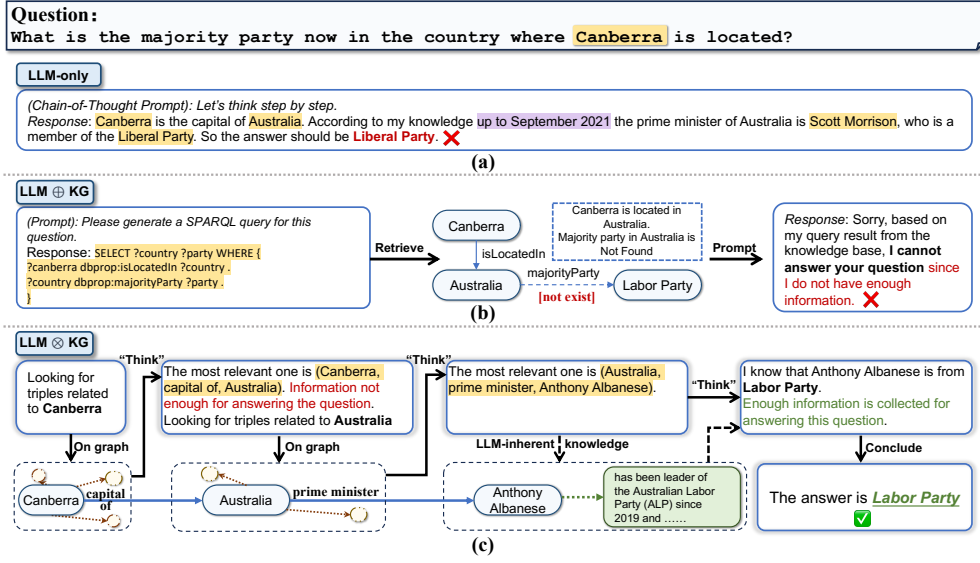 Question:
What is the majority party now in the country where Canberra is located?
LLM-only
(Chain-of-Thought Prompt): Let's think step by step.
Response: Canberra is the capital of Australia. According to my knowledge up to September 2021 the prime minister of Australia is Scott Morrison, who is a
member of the Liberal Party. So the answer should be Liberal Party. ❌
(a)
LLM ⊕ KG
(Prompt): Please generate a SPARQL query for this
question.
Response: SELECT ?country ?party WHERE {
?canberra dbprop:isLocatedIn ?country .
?country dbprop:majorityParty ?party .
}
Retrieve
Canberra
isLocatedIn
Australia
majorityParty
[not exist]
Labor Party
Canberra is located in
Australia.
Majority party in Australia is
Not Found
Prompt
Response: Sorry, based on
my query result from the
knowledge base, I cannot
answer your question since
I do not have enough
information. ❌
(b)
LLM ⊗ KG
Looking for
triples related
to Canberra
"Think"
The most relevant one is (Canberra,
capital of, Australia). Information not
enough for answering the question.
Looking for triples related to Australia
"Think"
The most relevant one is (Australia,
prime minister, Anthony Albanese).
"Think"
I know that Anthony Albanese is from
Labor Party.
Enough information is collected for
answering this question.
On graph
On graph
LLM-inherent knowledge
Conclude
Canberra
capital
of
Australia
prime minister
Anthony
Albanese
has been leader of
the Australian Labor
Party (ALP) since
2019 and ……
The answer is Labor Party
✅
(c)